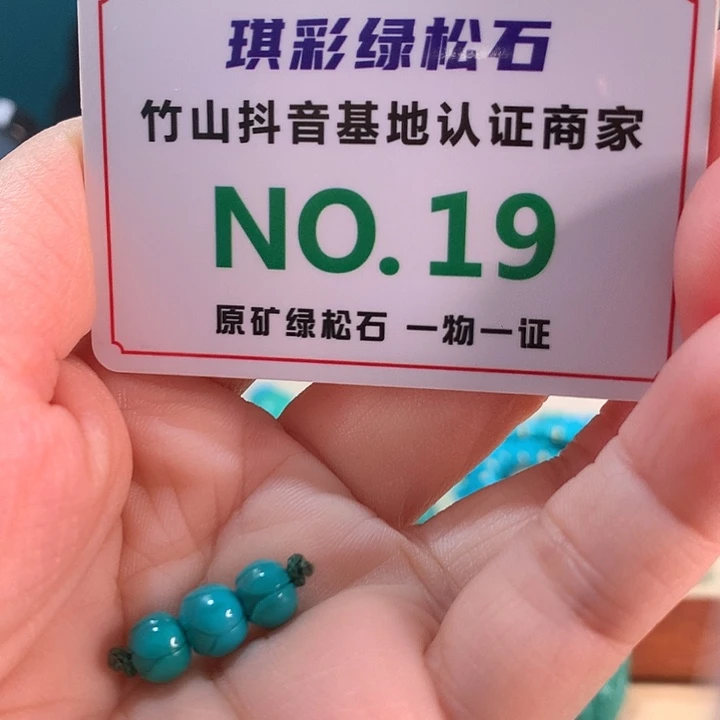 琪彩绿松石
竹山抖音基地认证商家
NO.19
原矿绿松石 一物一证